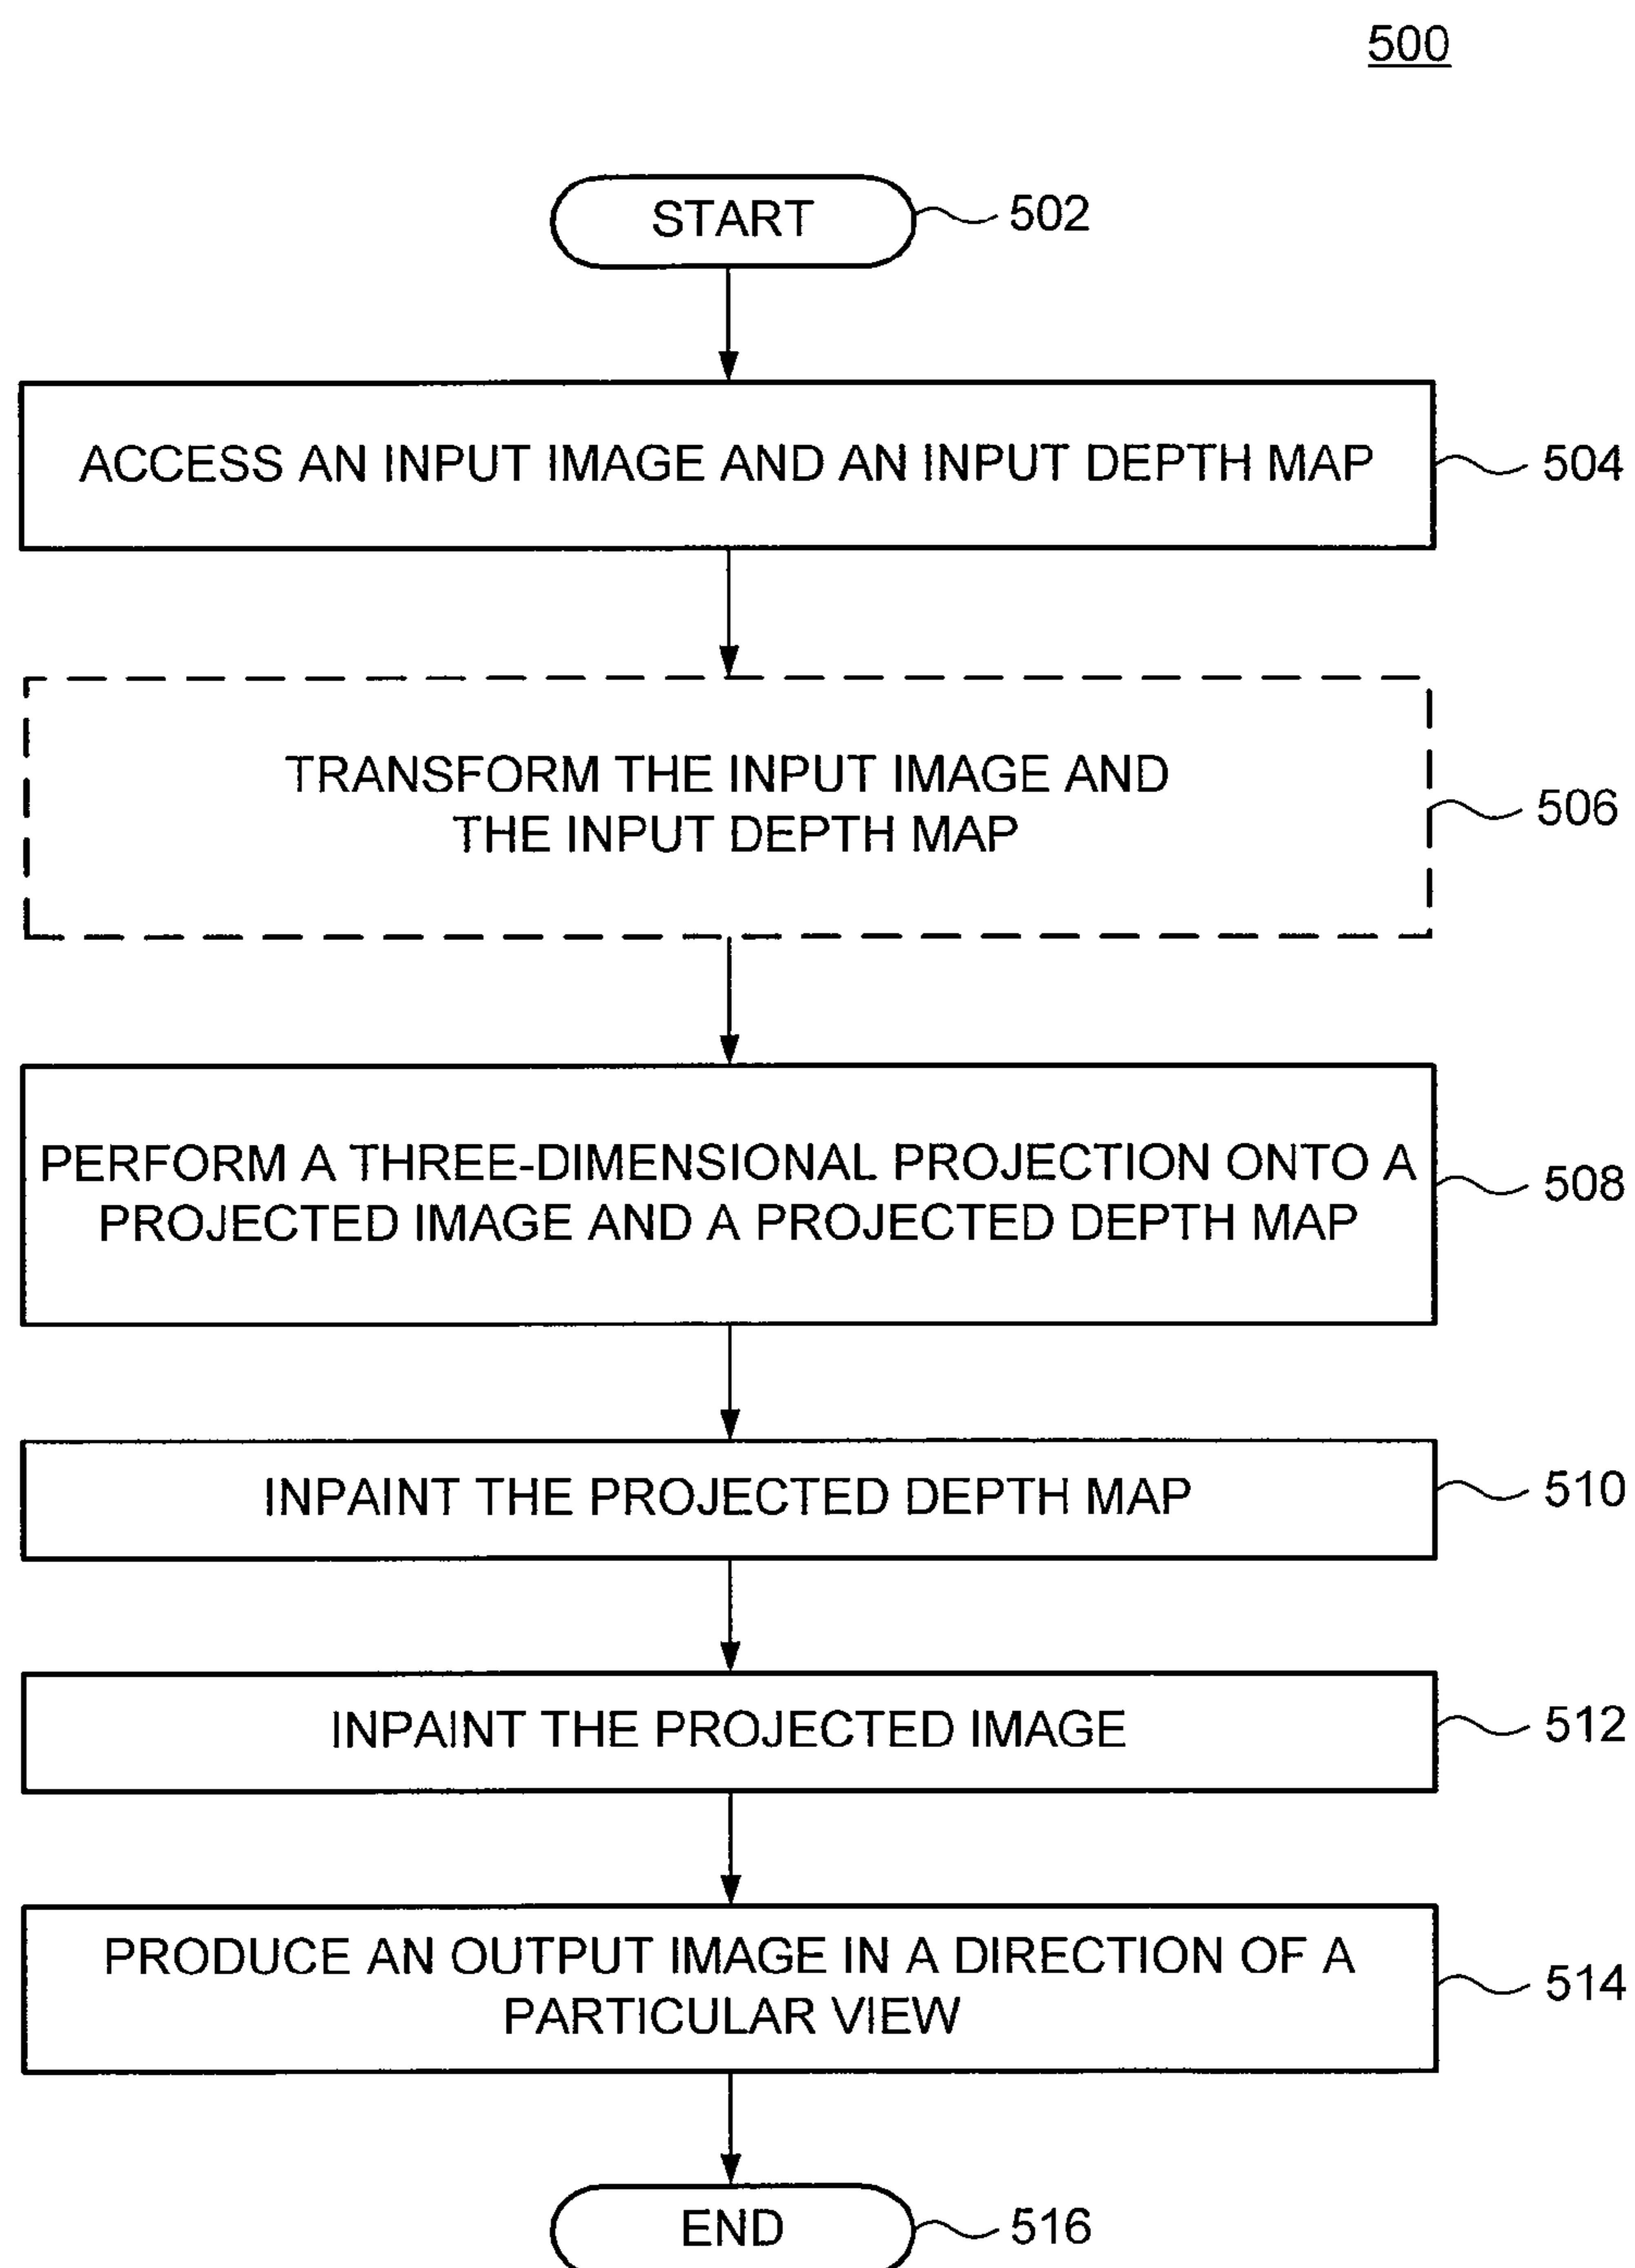 500
START
502
ACCESS AN INPUT IMAGE AND AN INPUT DEPTH MAP
504
TRANSFORM THE INPUT IMAGE AND
THE INPUT DEPTH MAP
506
PERFORM A THREE-DIMENSIONAL PROJECTION ONTO A
PROJECTED IMAGE AND A PROJECTED DEPTH MAP
508
INPAINT THE PROJECTED DEPTH MAP
510
INPAINT THE PROJECTED IMAGE
512
PRODUCE AN OUTPUT IMAGE IN A DIRECTION OF A
PARTICULAR VIEW
514
END
516